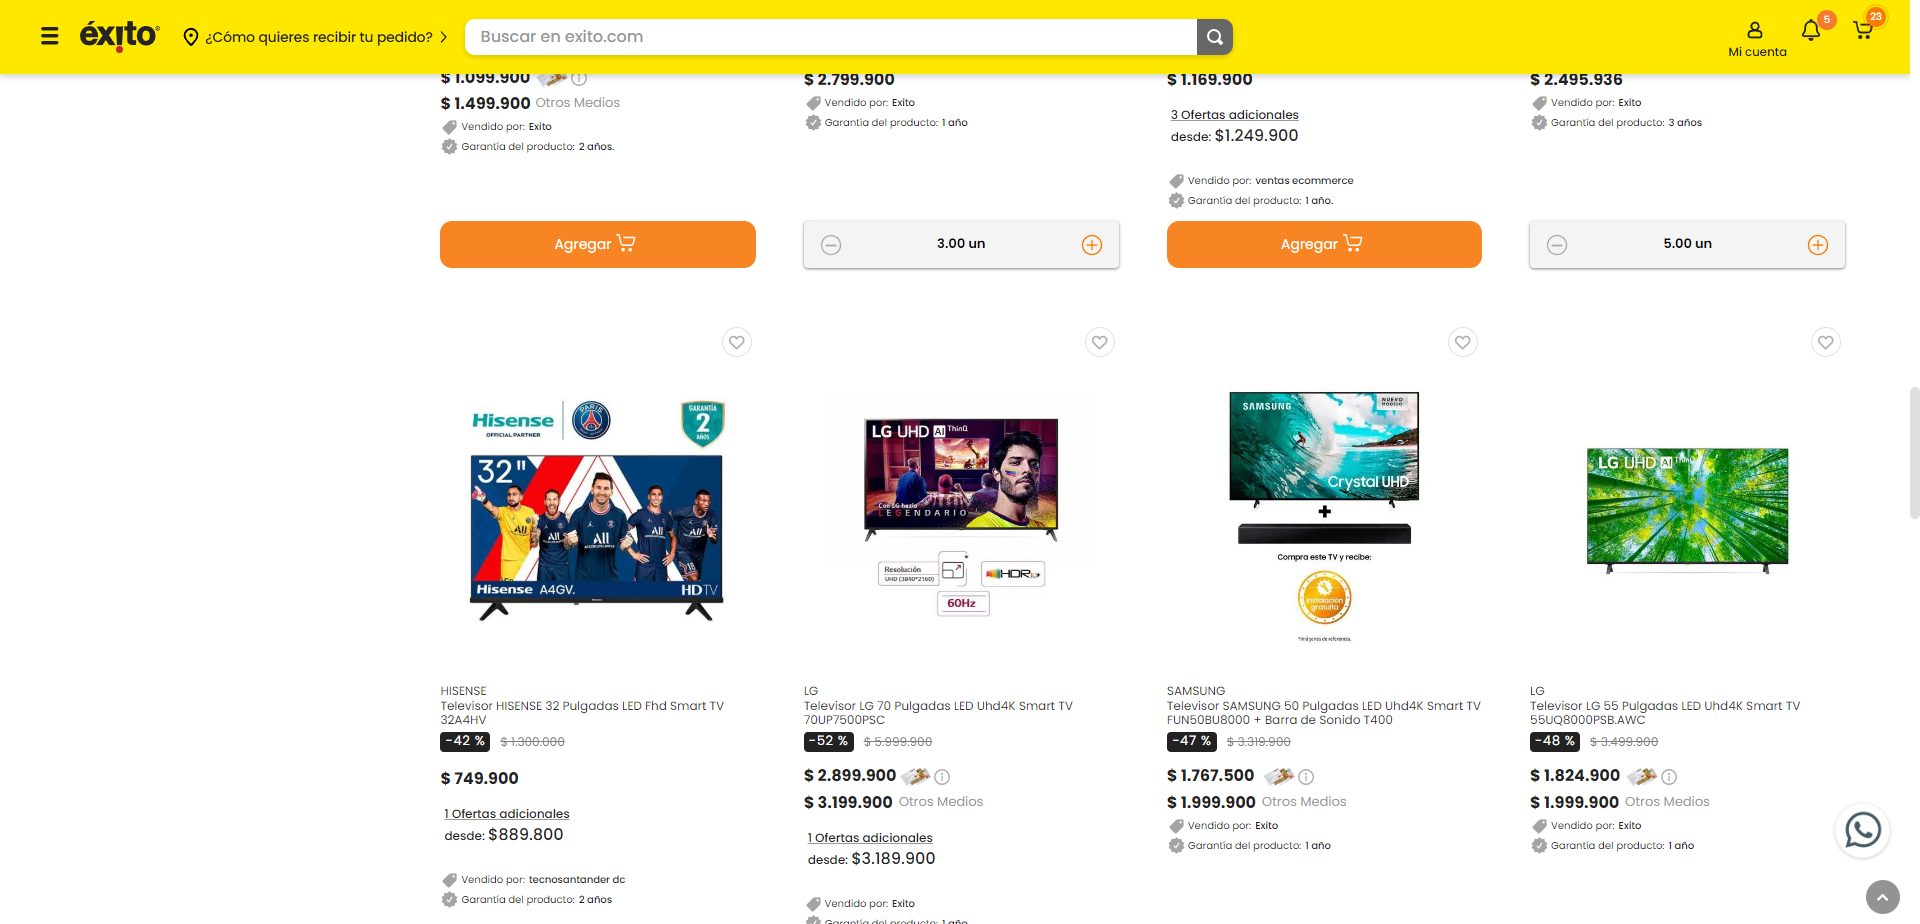 éxito
¿Cómo quieres recibir tu pedido?
Buscar en exito.com
Mi cuenta
5
23
$ 1.099.900
$ 1.499.900 Otros Medios
Vendido por: Exito
Garantía del producto: 2 años.
Agregar
$ 2.799.900
Vendido por: Exito
Garantía del producto: 1 año
3.00 un
$ 1.169.900
3 Ofertas adicionales
desde: $1.249.900
Vendido por: ventas ecommerce
Garantía del producto: 1 año.
Agregar
$ 2.495.936
Vendido por: Exito
Garantía del producto: 3 años
5.00 un
Hisense
OFFICIAL PARTNER
PARIS
GARANTÍA
2
AÑOS
32"
Hisense A4GV.
HDTV
HISENSE
Televisor HISENSE 32 Pulgadas LED Fhd Smart TV
32A4HV
-42 % $ 1.300.000
$ 749.900
1 Ofertas adicionales
desde: $889.800
Vendido por: tecnosantander dc
Garantía del producto: 2 años
LG UHD AI ThinQ
Con LG hazlo
LEGENDARIO
Resolución
UHD (3840*2160)
HDR10+
60Hz
LG
Televisor LG 70 Pulgadas LED Uhd4K Smart TV
70UP7500PSC
-52 % $ 5.999.900
$ 2.899.900
$ 3.199.900 Otros Medios
1 Ofertas adicionales
desde: $3.189.900
Vendido por: Exito
Garantía del producto: 1 año
SAMSUNG
NUEVO
MODELO
Crystal UHD
+
Compra este TV y recibe:
instalación
gratuita
*Imágenes de referencia.
SAMSUNG
Televisor SAMSUNG 50 Pulgadas LED Uhd4K Smart TV
FUN50BU8000 + Barra de Sonido T400
-47 % $ 3.319.900
$ 1.767.500
$ 1.999.900 Otros Medios
Vendido por: Exito
Garantía del producto: 1 año
LG UHD AI ThinQ
LG
Televisor LG 55 Pulgadas LED Uhd4K Smart TV
55UQ8000PSB.AWC
-48 % $ 3.499.900
$ 1.824.900
$ 1.999.900 Otros Medios
Vendido por: Exito
Garantía del producto: 1 año